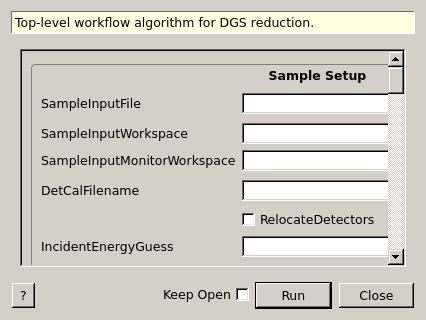 Top-level workflow algorithm for DGS reduction.
Sample Setup
SampleInputFile
SampleInputWorkspace
SampleInputMonitorWorkspace
DetCalFilename
RelocateDetectors
IncidentEnergyGuess
? Keep Open Run Close